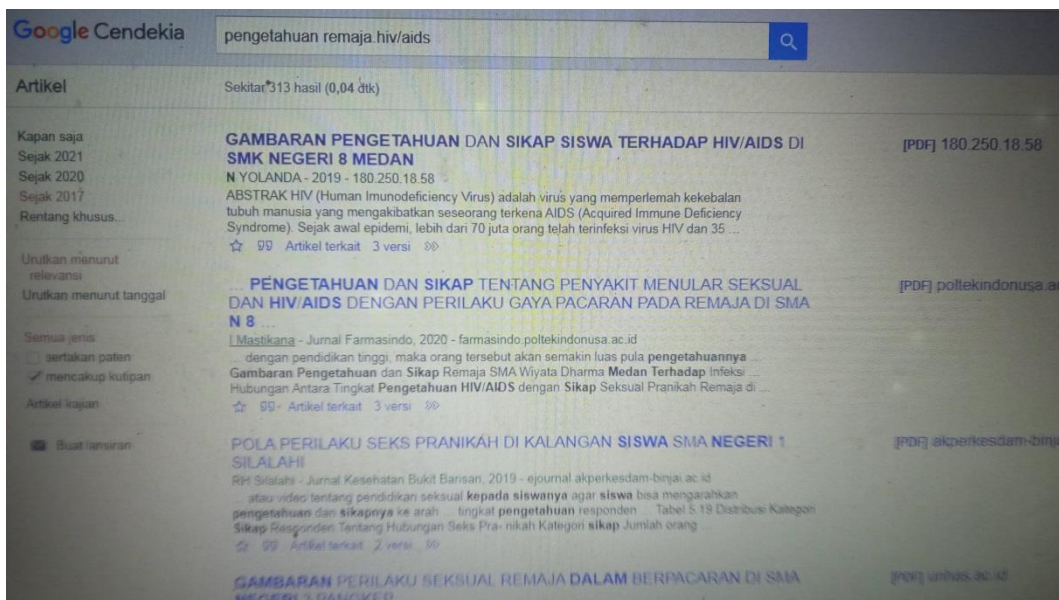 Google Cendekia
pengetahuan remaja.hiv/aids
Artikel
Sekitar 313 hasil (0,04 dtk)
Kapan saja
Sejak 2021
Sejak 2020
Sejak 2017
Rentang khusus...
Urutkan menurut
relevansi
Urutkan menurut tanggal
Semua jenis
sertakan paten
mencakup kutipan
Artikel kajian
Buat lansiran
GAMBARAN PENGETAHUAN DAN SIKAP SISWA TERHADAP HIV/AIDS DI
SMK NEGERI 8 MEDAN
N YOLANDA - 2019 - 180.250.18.58
ABSTRAK HIV (Human Imunodeficiency Virus) adalah virus yang memperlemah kekebalan
tubuh manusia yang mengakibatkan seseorang terkena AIDS (Acquired Immune Deficiency
Syndrome). Sejak awal epidemi, lebih dari 70 juta orang telah terinfeksi virus HIV dan 35 ...
Artikel terkait 3 versi
[PDF] 180.250.18.58
... PENGETAHUAN DAN SIKAP TENTANG PENYAKIT MENULAR SEKSUAL
DAN HIV/AIDS DENGAN PERILAKU GAYA PACARAN PADA REMAJA DI SMA
N 8 ...
I Mastikana - Jurnal Farmasindo, 2020 - farmasindo.poltekindonusa.ac.id
... dengan pendidikan tinggi, maka orang tersebut akan semakin luas pula pengetahuannya ...
Gambaran Pengetahuan dan Sikap Remaja SMA Wiyata Dharma Medan Terhadap Infeksi ...
Hubungan Antara Tingkat Pengetahuan HIV/AIDS dengan Sikap Seksual Pranikah Remaja di ...
Artikel terkait 3 versi
[PDF] poltekindonusa.a
POLA PERILAKU SEKS PRANIKAH DI KALANGAN SISWA SMA NEGERI 1
SILALAHI
RH Silalahi - Jurnal Kesehatan Bukit Barisan, 2019 - ejournal.akperkesdam-binjai.ac.id
... atau video tentang pendidikan seksual kepada siswanya agar siswa bisa mengarahkan
pengetahuan dan sikapnya ke arah ... tingkat pengetahuan responden ... Tabel 5.19 Distribusi Kategori
Sikap Responden Tentang Hubungan Seks Pra- nikah Kategori sikap Jumlah orang ...
Artikel terkait 2 versi
[PDF] akperkesdam-binja
GAMBARAN PERILAKU SEKSUAL REMAJA DALAM BERPACARAN DI SMA
NEGERI 2 PANGKEP
[PDF] unhas.ac.id